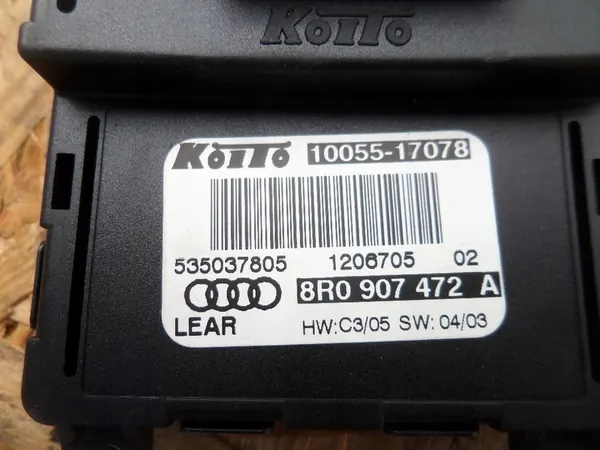 KOITO
KOITO 10055-17078
535037805 1206705 02
8R0 907 472 A
LEAR HW:C3/05 SW: 04/03